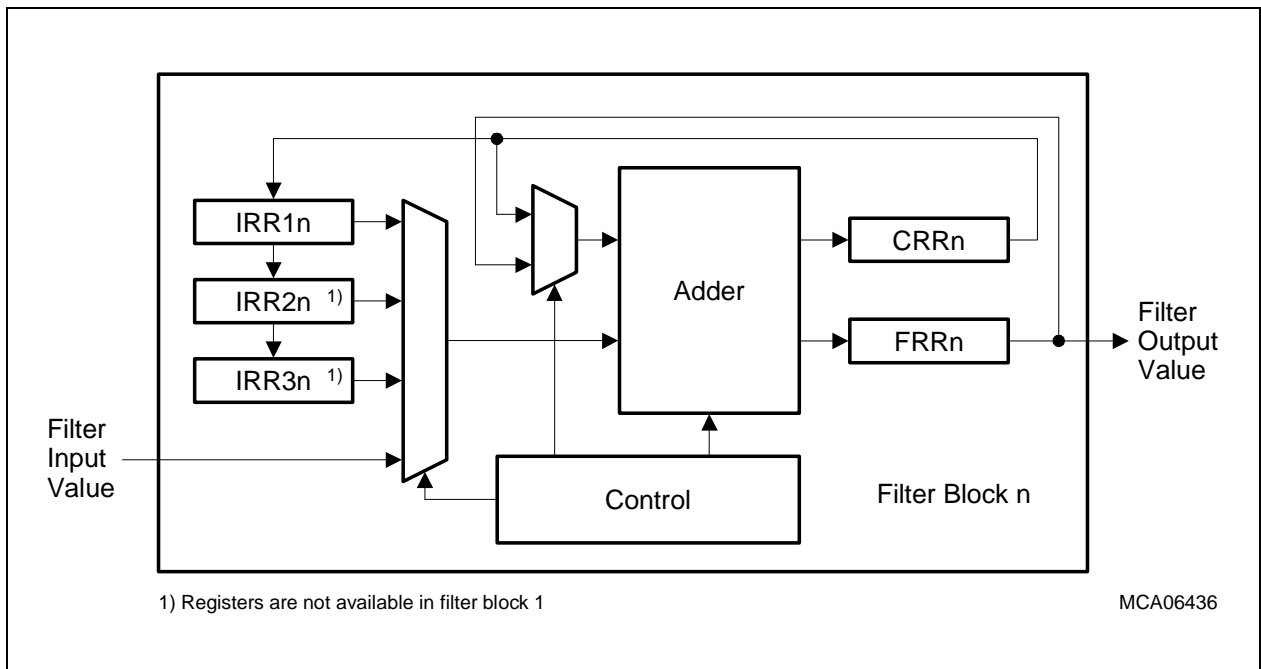 IRR1n
IRR2n 1)
IRR3n 1)
Filter
Input
Value
Adder
Control
CRRn
FRRn
Filter
Output
Value
Filter Block n
1) Registers are not available in filter block 1
MCA06436